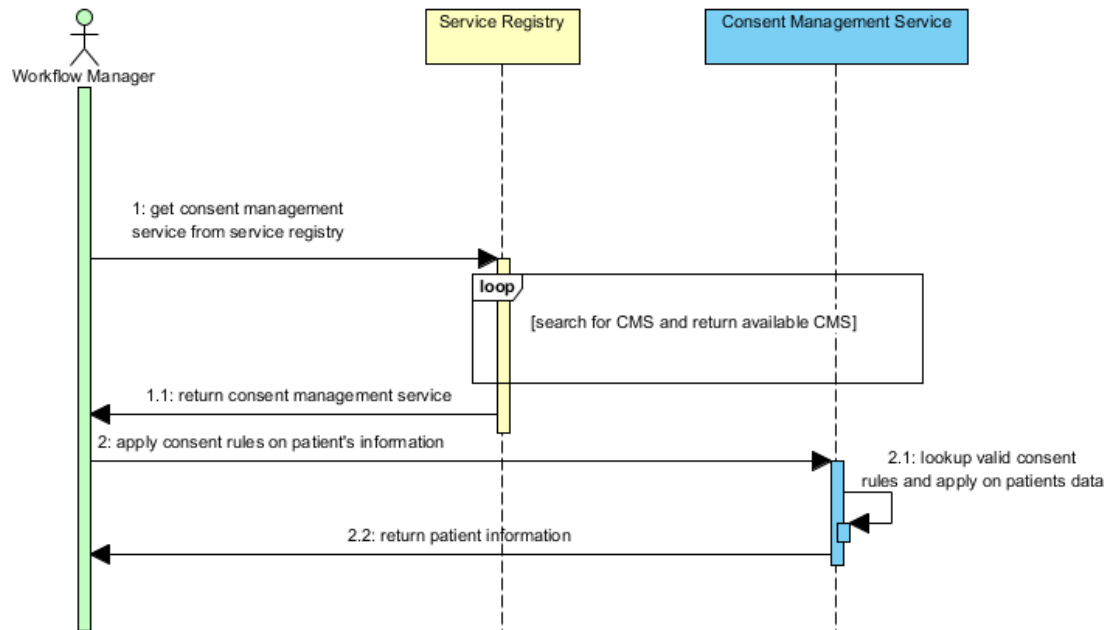 Service Registry
Consent Management Service
Workflow Manager
1: get consent management
service from service registry
loop
[search for CMS and return available CMS]
1.1: return consent management service
2: apply consent rules on patient's information
2.1: lookup valid consent
rules and apply on patients data
2.2: return patient information